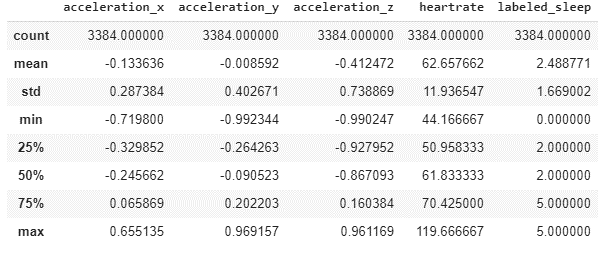 acceleration_x acceleration_y acceleration_z heartrate labeled_sleep
count 3384.000000 3384.000000 3384.000000 3384.000000 3384.000000
mean -0.133636 -0.008592 -0.412472 62.657662 2.488771
std 0.287384 0.402671 0.738869 11.936547 1.669002
min -0.719800 -0.992344 -0.990247 44.166667 0.000000
25% -0.329852 -0.264263 -0.927952 50.958333 2.000000
50% -0.245662 -0.090523 -0.867093 61.833333 2.000000
75% 0.065869 0.202203 0.160384 70.425000 5.000000
max 0.655135 0.969157 0.961169 119.666667 5.000000